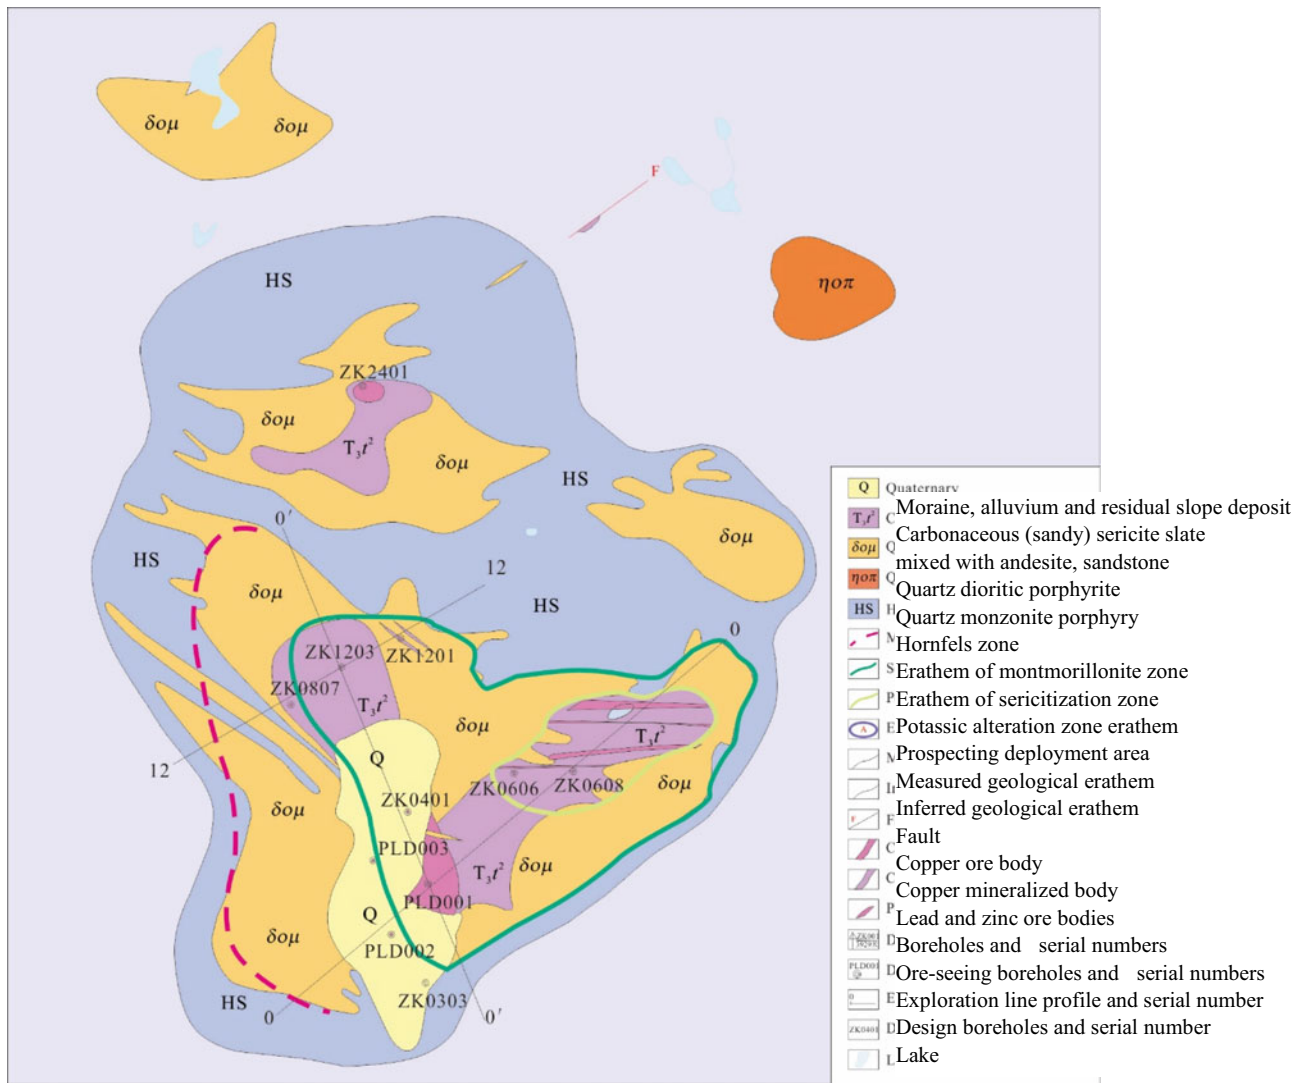 δομ
δομ
F
HS
ηοπ
ZK2401
δομ
T₃t²
δομ
HS
δομ
0′
HS
12
δομ
HS
0
ZK1203
ZK1201
ZK0807
T₃t²
δομ
T₃t²
Q
12
ZK0606
ZK0608
δομ
δομ
ZK0401
PLD003
T₃t²
δομ
PLD001
Q
δομ
PLD002
HS
ZK0303
0
0′
Q Quaternary
Moraine, alluvium and residual slope deposit
T₃t² C
Carbonaceous (sandy) sericite slate
δομ Q
mixed with andesite, sandstone
ηοπ Q
Quartz dioritic porphyrite
HS H
Quartz monzonite porphyry
M
Hornfels zone
S
Erathem of montmorillonite zone
P
Erathem of sericitization zone
A E
Potassic alteration zone erathem
M
Prospecting deployment area
Measured geological erathem
Inferred geological erathem
F F
Fault
C
Copper ore body
C
Copper mineralized body
P
Lead and zinc ore bodies
D
Boreholes and serial numbers
PLD001 D
Ore-seeing boreholes and serial numbers
0 E
Exploration line profile and serial number
ZK0401 D
Design boreholes and serial number
L
Lake